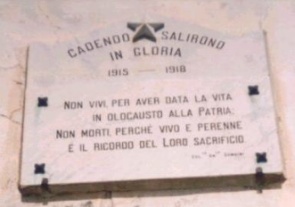 CADENDO SALIRONO
IN GLORIA
1915 — 1918
NON VIVI, PER AVER DATA LA VITA
IN OLOCAUSTO ALLA PATRIA:
NON MORTI, PERCHÉ VIVO E PERENNE
É IL RICORDO DEL LORO SACRIFICIO